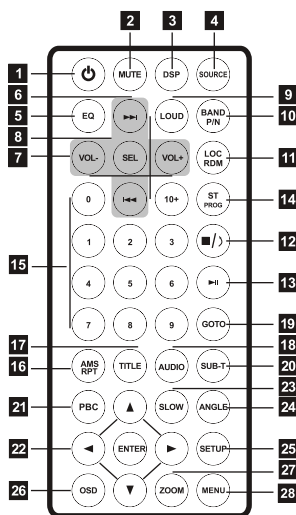 2 3 4
1 MUTE DSP SOURCE
6 9
5 EQ ▶▶I LOUD BAND P/N 10
8
7 VOL- SEL VOL+ LOC RDM 11
0 I◀◀ 10+ ST PROG 14
1 2 3 ■/) 12
15
4 5 6 ▶II 13
7 8 9 GOTO 19
17 18
16 AMS RPT TITLE AUDIO SUB-T 20
23
21 PBC ▲ SLOW ANGLE 24
22 ◀ ENTER ▶ SETUP 25
27
26 OSD ▼ ZOOM MENU 28